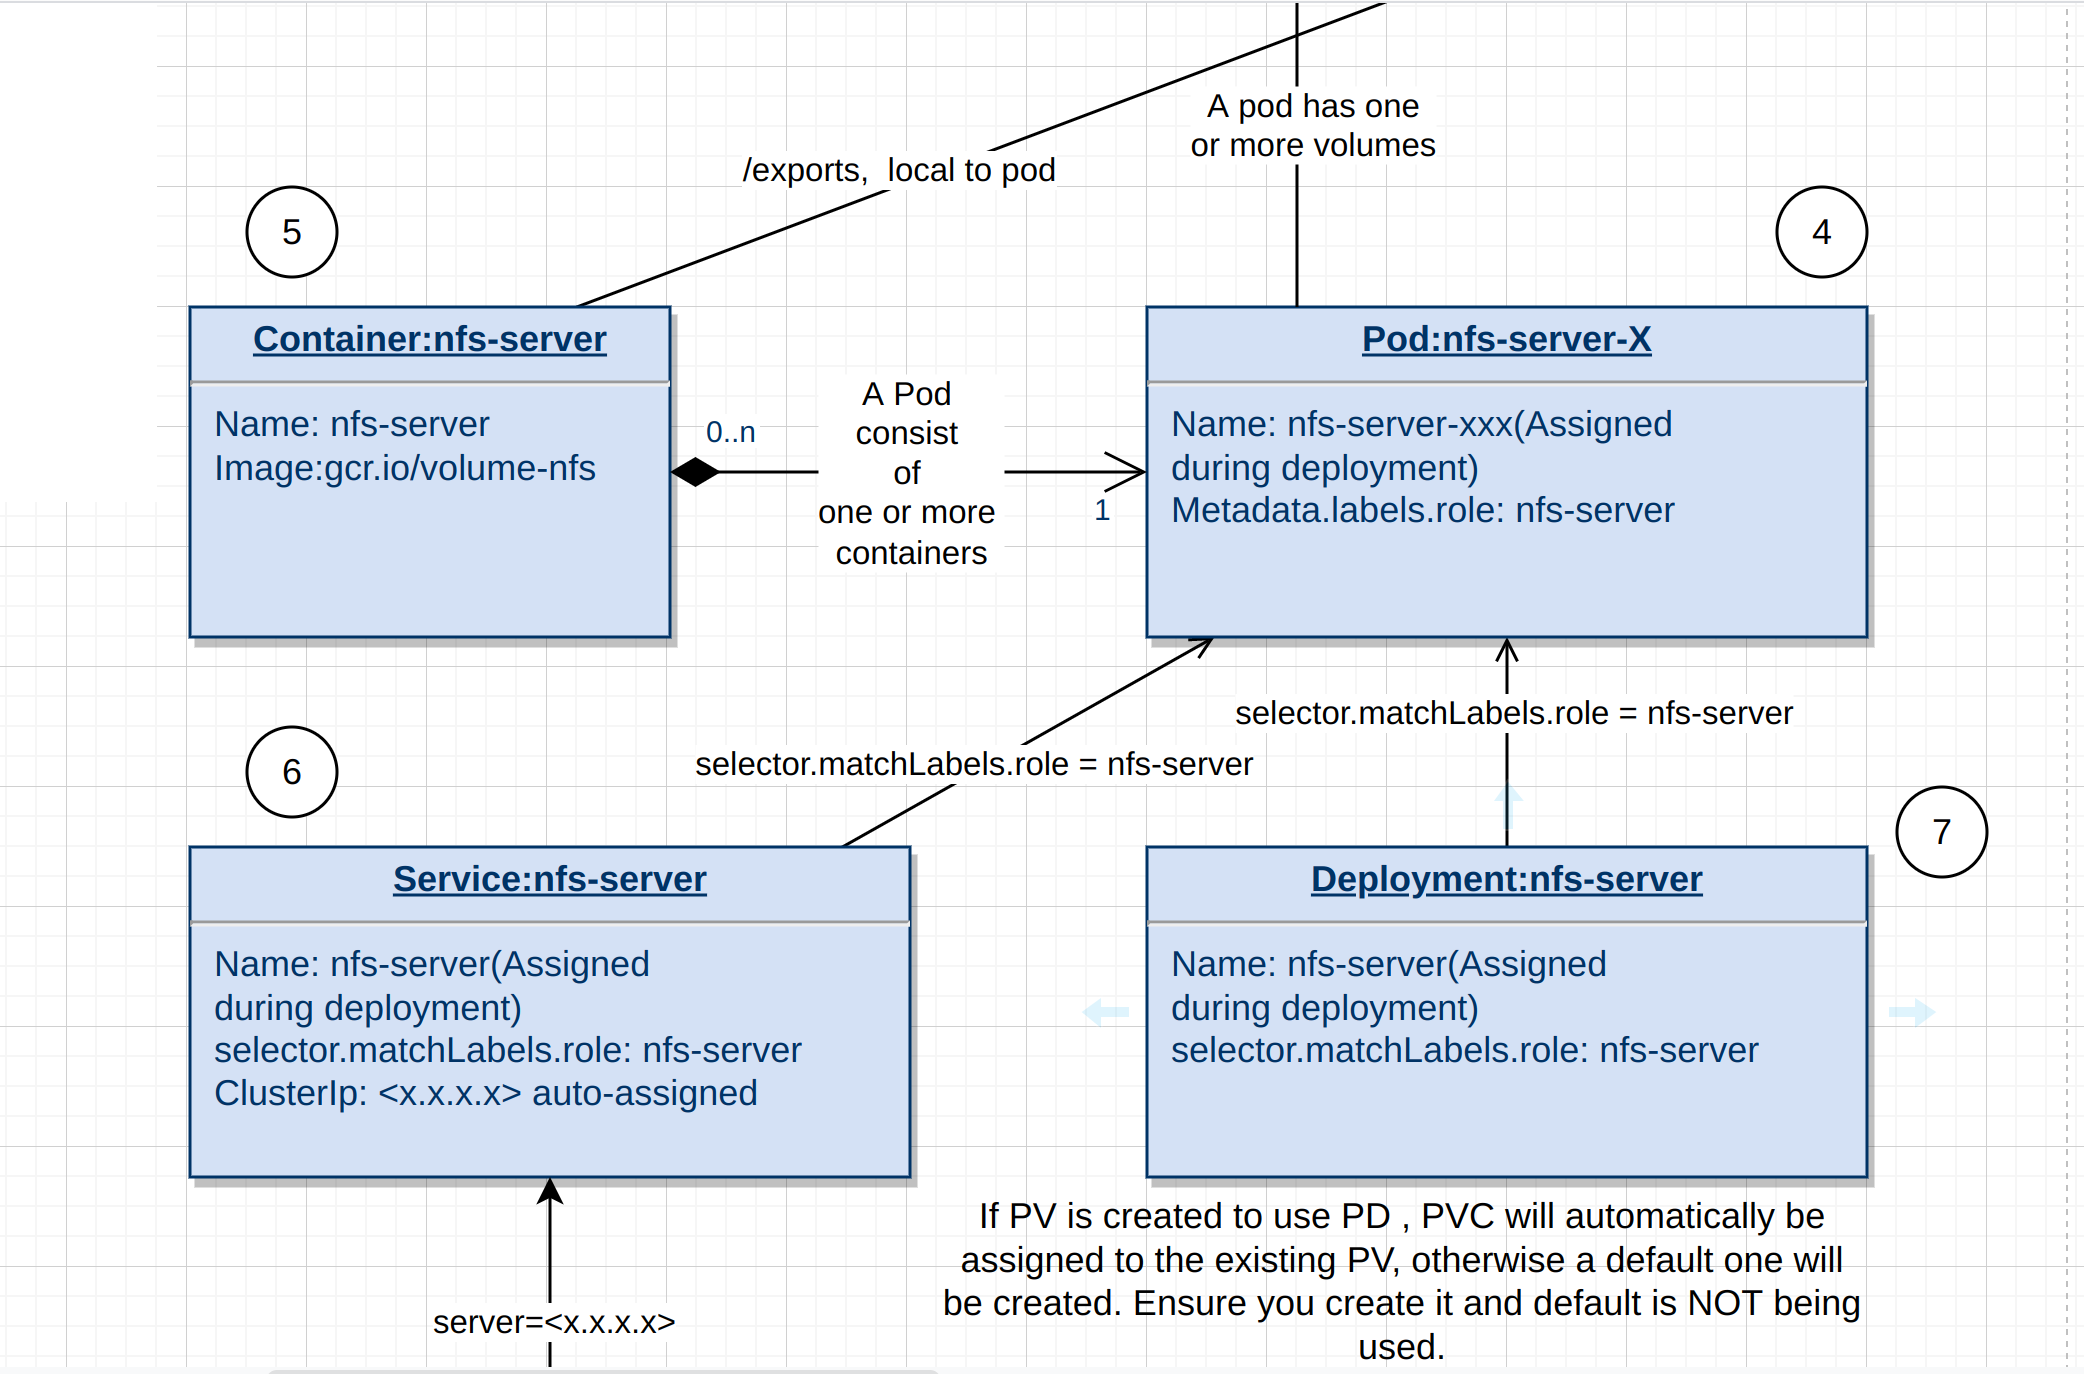 A pod has one
or more volumes
/exports,  local to pod
5
4
Container:nfs-server
Name: nfs-server
Image:gcr.io/volume-nfs
0..n
A Pod
consist
of
one or more
containers
1
Pod:nfs-server-X
Name: nfs-server-xxx(Assigned
during deployment)
Metadata.labels.role: nfs-server
selector.matchLabels.role = nfs-server
selector.matchLabels.role = nfs-server
6
7
Service:nfs-server
Name: nfs-server(Assigned
during deployment)
selector.matchLabels.role: nfs-server
ClusterIp: <x.x.x.x> auto-assigned
Deployment:nfs-server
Name: nfs-server(Assigned
during deployment)
selector.matchLabels.role: nfs-server
If PV is created to use PD , PVC will automatically be
assigned to the existing PV, otherwise a default one will
be created. Ensure you create it and default is NOT being
used.
server=<x.x.x.x>